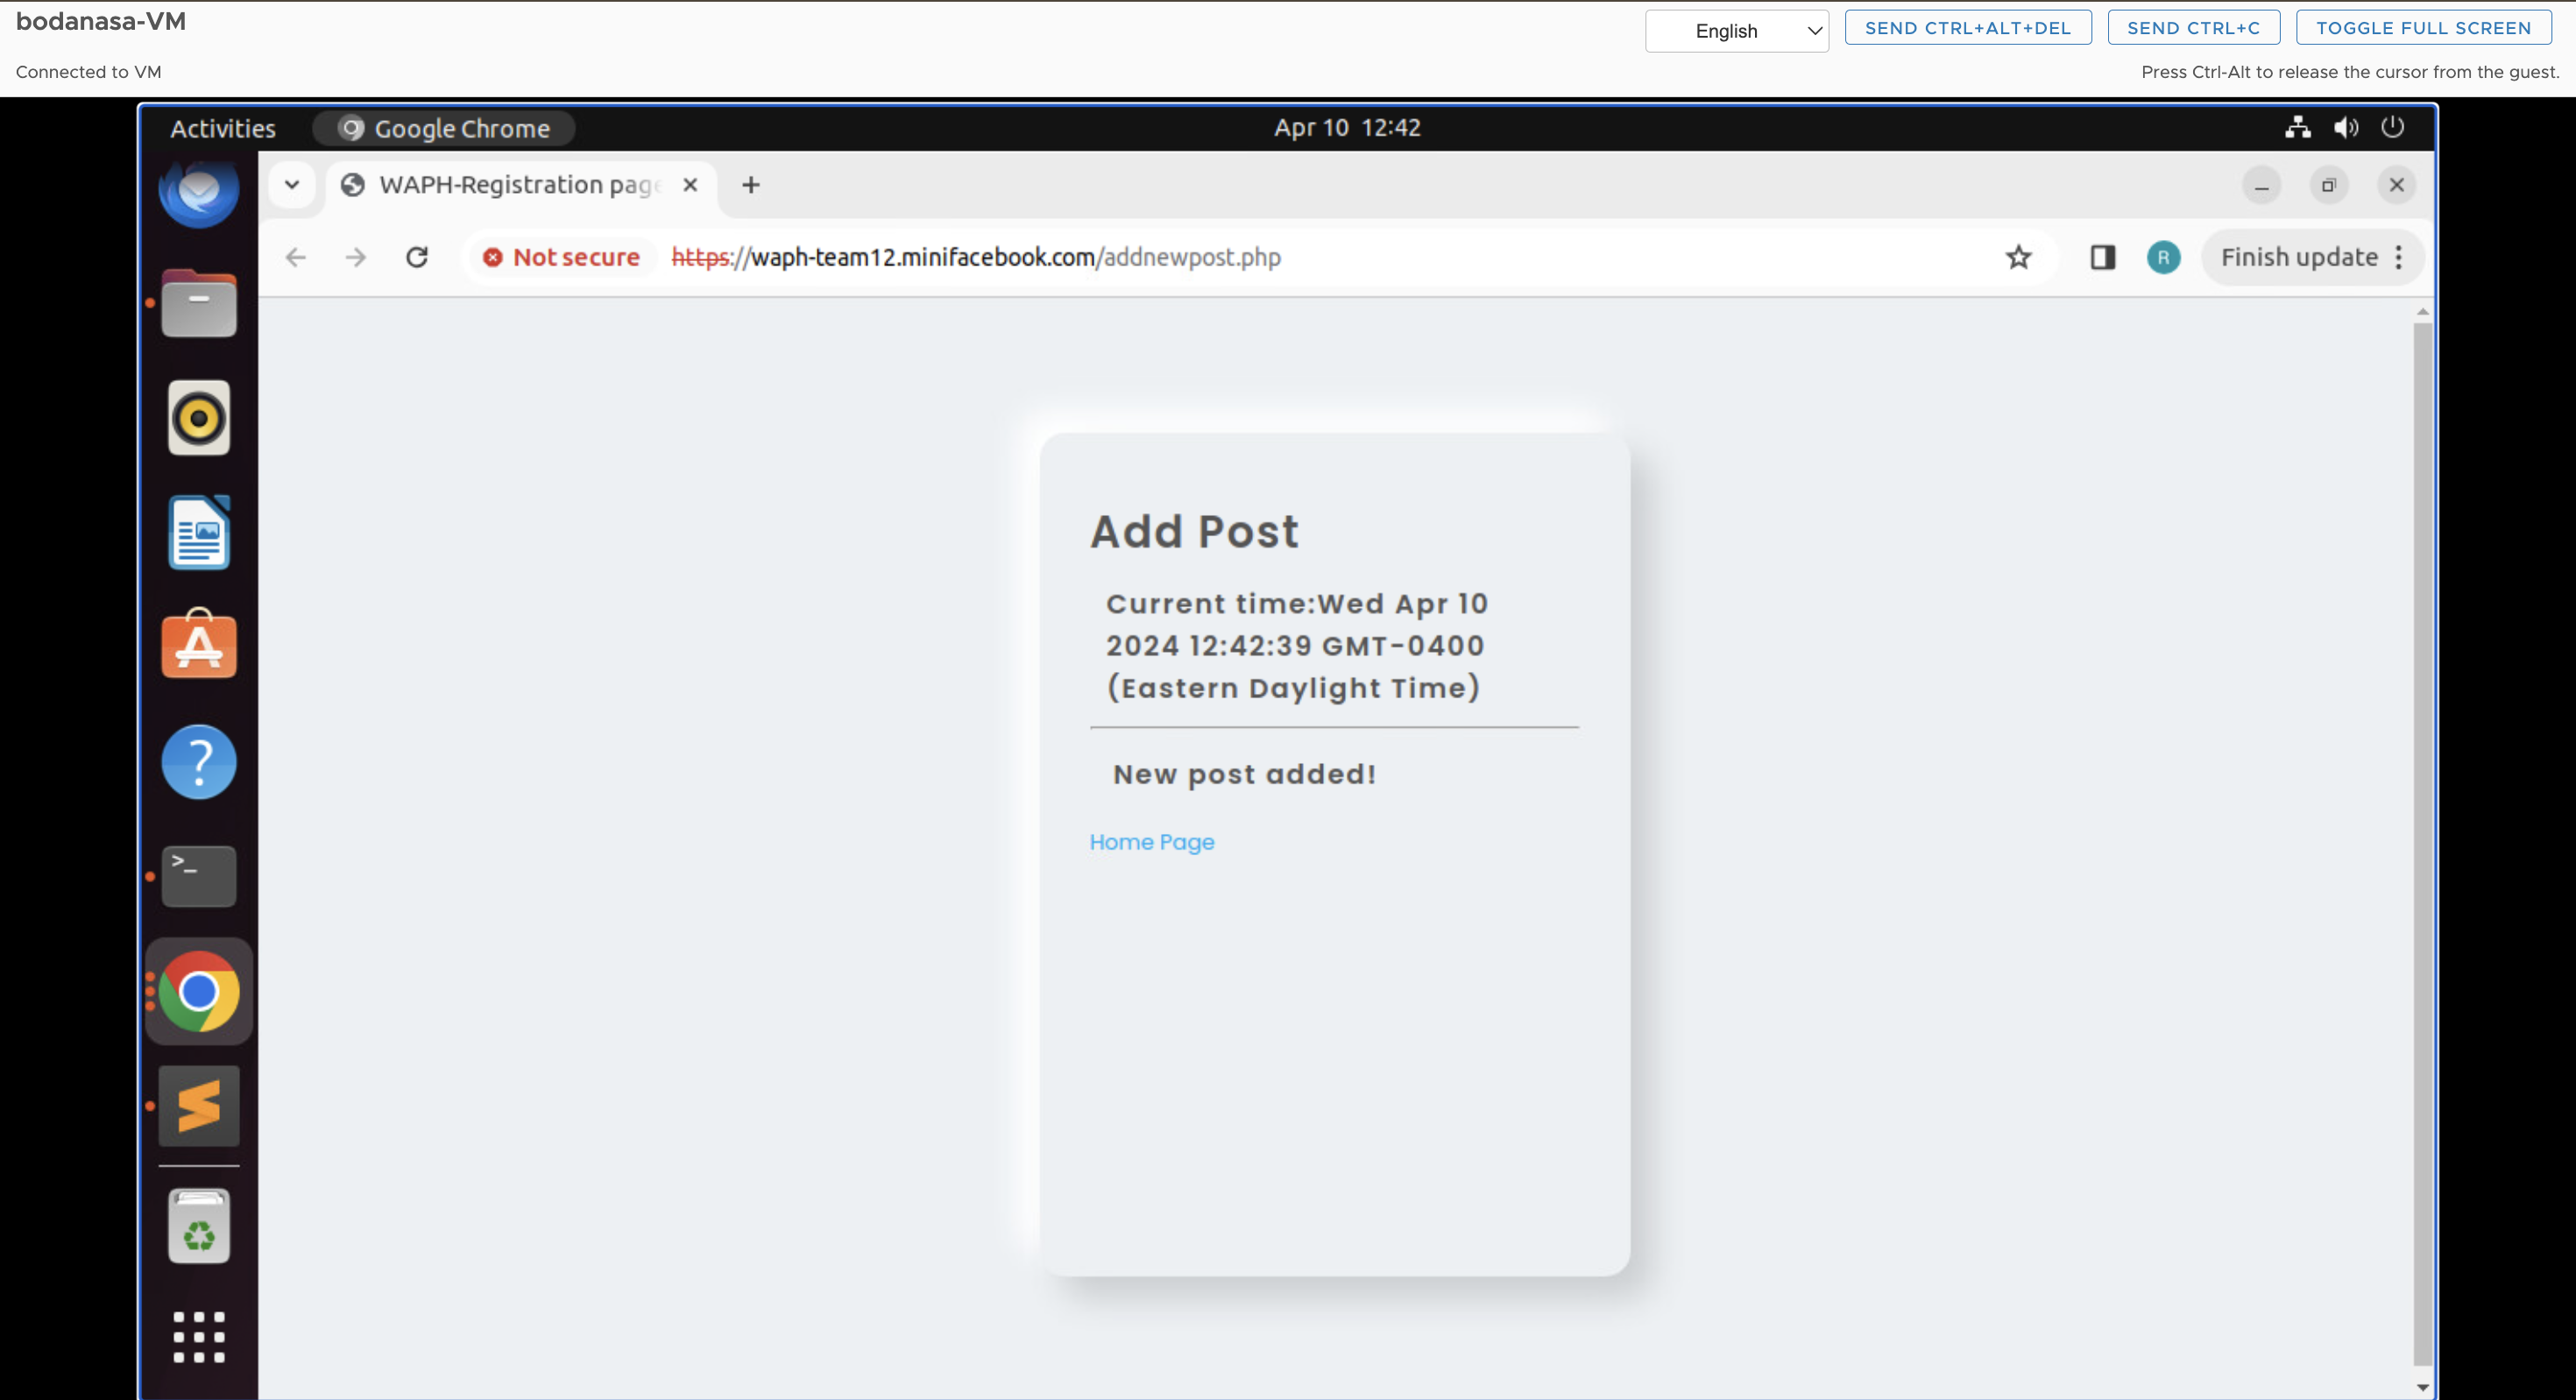 bodanasa-VM
English
SEND CTRL+ALT+DEL
SEND CTRL+C
TOGGLE FULL SCREEN
Connected to VM
Press Ctrl-Alt to release the cursor from the guest.
Activities
Google Chrome
Apr 10 12:42
WAPH-Registration page
Not secure
https://waph-team12.minifacebook.com/addnewpost.php
R
Finish update
Add Post
Current time:Wed Apr 10
2024 12:42:39 GMT-0400
(Eastern Daylight Time)
New post added!
Home Page